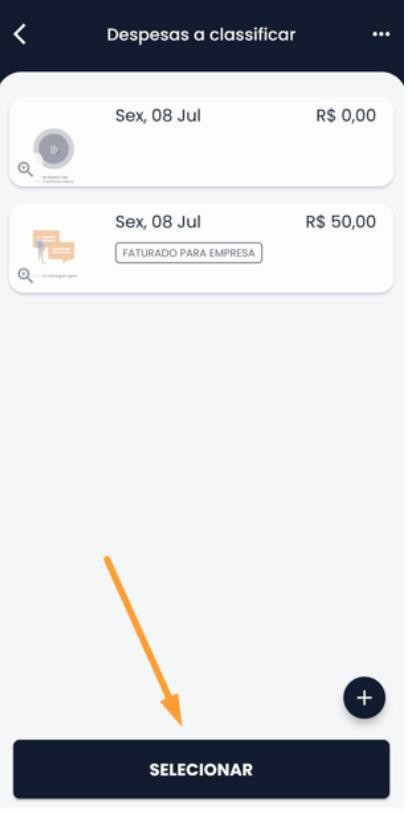 Despesas a classificar
Sex, 08 Jul
R$ 0,00
Sex, 08 Jul
R$ 50,00
FATURADO PARA EMPRESA
SELECIONAR